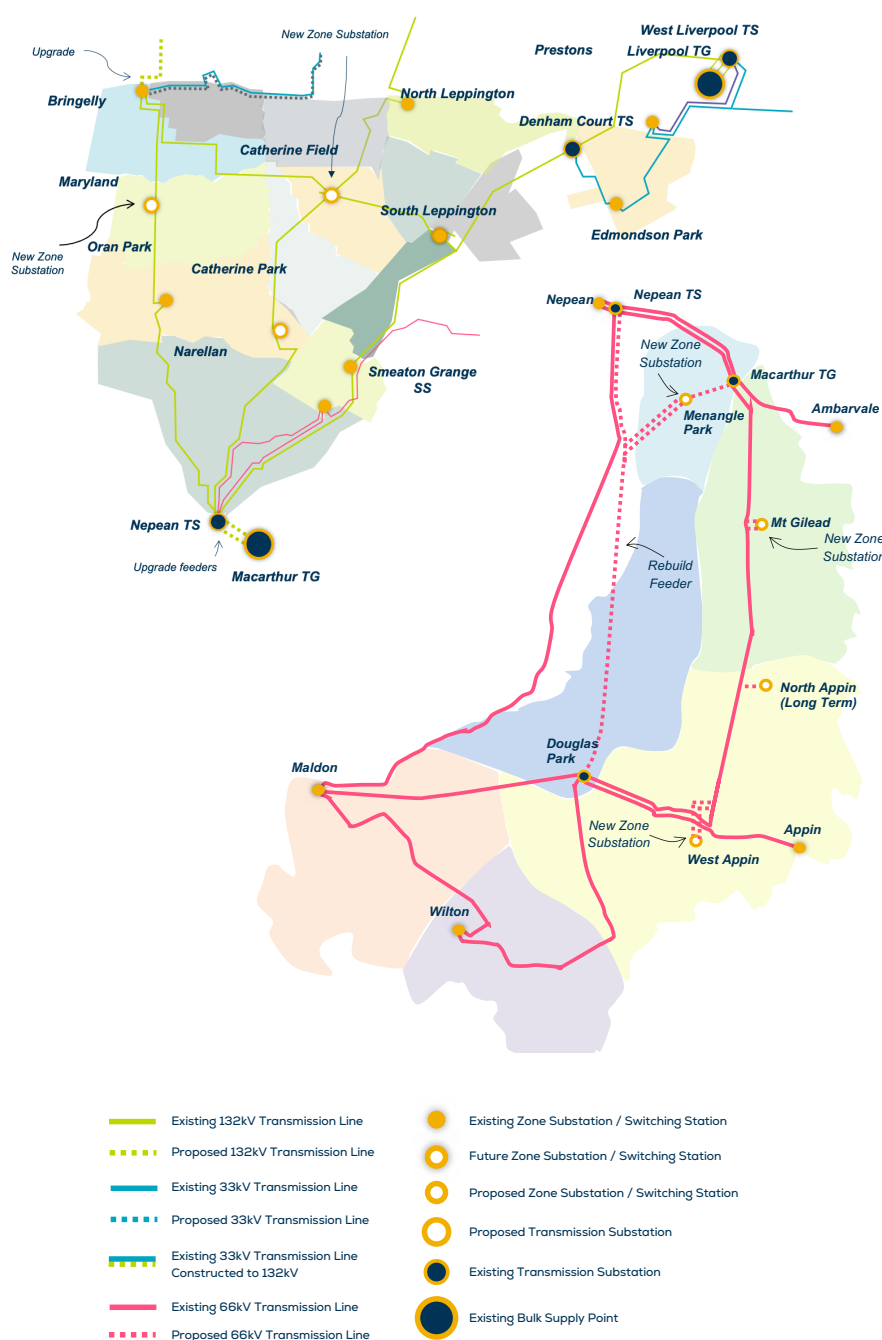 New Zone Substation
West Liverpool TS
Prestons
Liverpool TG
Upgrade
Bringelly
North Leppington
Denham Court TS
Catherine Field
Maryland
South Leppington
Edmondson Park
Oran Park
New Zone
Substation
Catherine Park
Nepean
Nepean TS
New Zone
Substation
Narellan
Smeaton Grange
SS
Macarthur TG
Menangle
Park
Ambarvale
Nepean TS
Upgrade feeders
Macarthur TG
Mt Gilead
New Zone
Substation
Rebuild
Feeder
North Appin
(Long Term)
Douglas
Park
Maldon
New Zone
Substation
Appin
West Appin
Wilton
Existing 132kV Transmission Line
Existing Zone Substation / Switching Station
Proposed 132kV Transmission Line
Future Zone Substation / Switching Station
Existing 33kV Transmission Line
Proposed Zone Substation / Switching Station
Proposed 33kV Transmission Line
Proposed Transmission Substation
Existing 33kV Transmission Line
Constructed to 132kV
Existing Transmission Substation
Existing 66kV Transmission Line
Existing Bulk Supply Point
Proposed 66kV Transmission Line